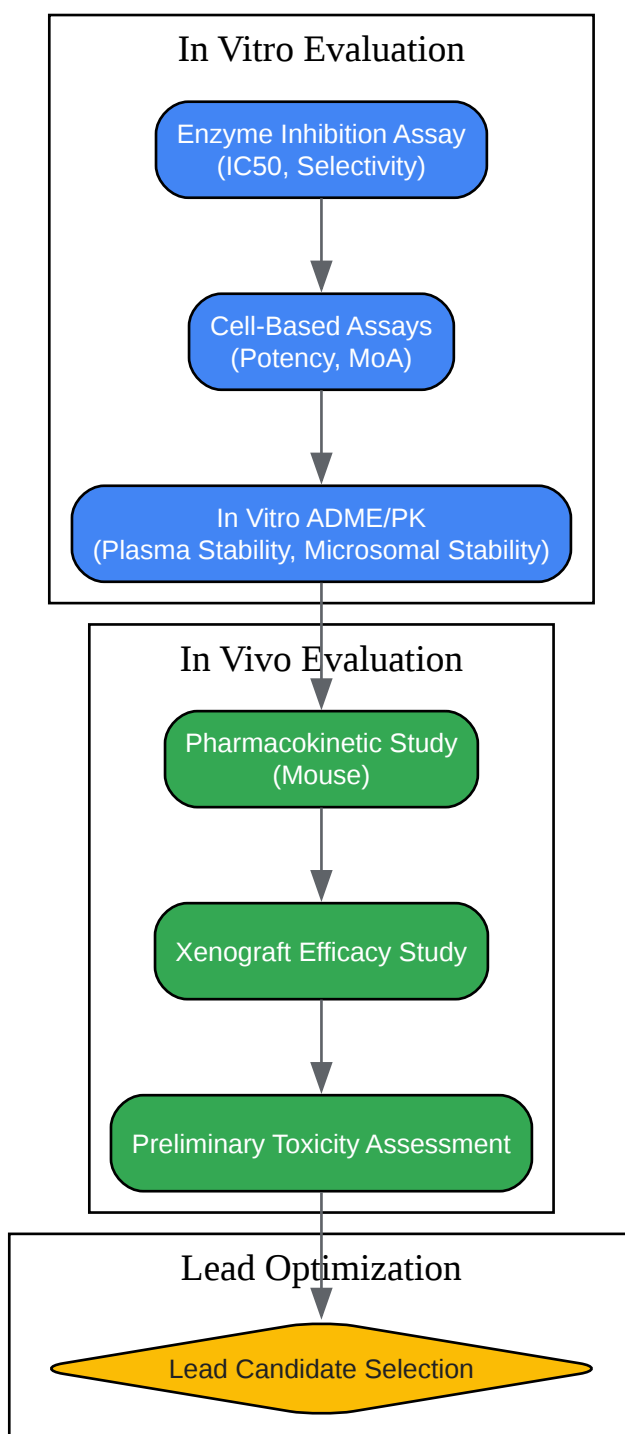 In Vitro Evaluation
Enzyme Inhibition Assay
(IC50, Selectivity)
Cell-Based Assays
(Potency, MoA)
In Vitro ADME/PK
(Plasma Stability, Microsomal Stability)
In Vivo Evaluation
Pharmacokinetic Study
(Mouse)
Xenograft Efficacy Study
Preliminary Toxicity Assessment
Lead Optimization
Lead Candidate Selection